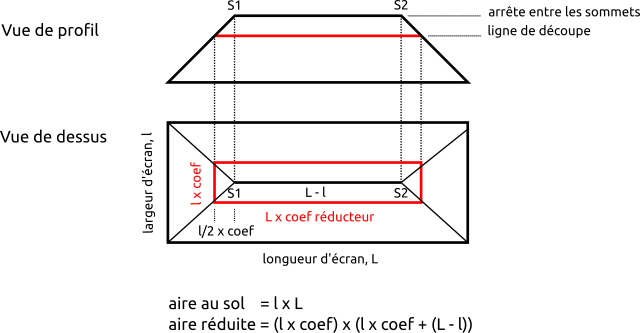 S1 S2
arrête entre les sommets
Vue de profil
ligne de découpe
Vue de dessus
largeur d'écran, l
l x coef
S1 L - l S2
L x coef réducteur
l/2 x coef
longueur d'écran, L
aire au sol = l x L
aire réduite = (l x coef) x (l x coef + (L - l))